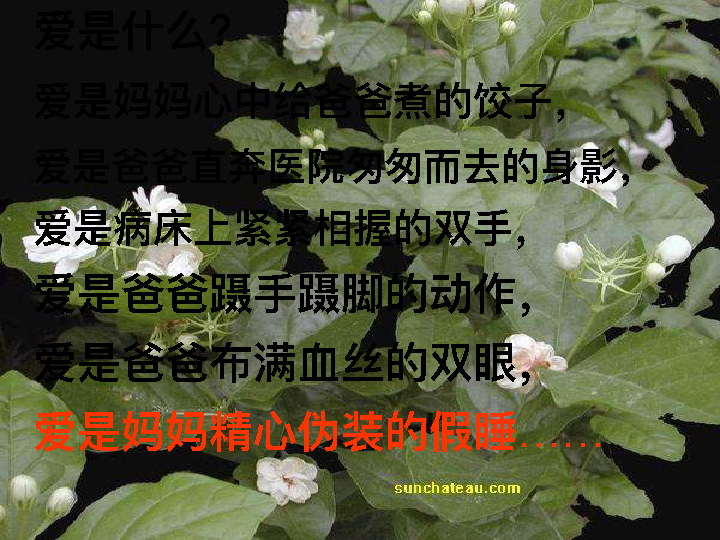 爱是什么？
爱是妈妈心中给爸爸煮的饺子，
爱是爸爸直奔医院匆匆而去的身影，
爱是病床上紧紧相握的双手，
爱是爸爸蹑手蹑脚的动作，
爱是爸爸布满血丝的双眼，
爱是妈妈精心伪装的假睡……
sunchateau.com